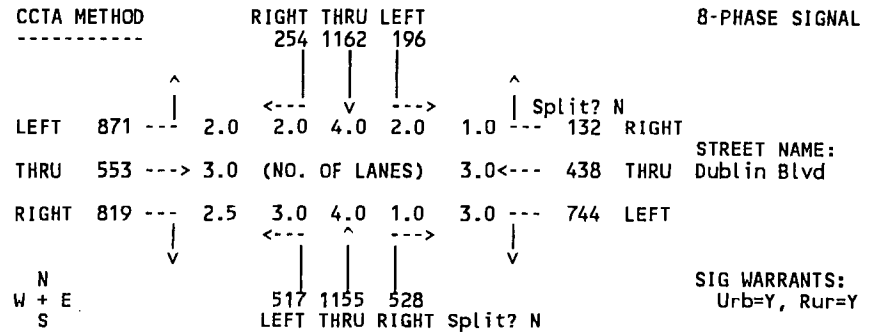 CCTA METHOD RIGHT THRU LEFT 8-PHASE SIGNAL
----------- 254 1162 196
^ ^
<--- v ---> Split? N
LEFT 871 --- 2.0 2.0 4.0 2.0 1.0 --- 132 RIGHT
STREET NAME:
THRU 553 ---> 3.0 (NO. OF LANES) 3.0<--- 438 THRU Dublin Blvd
RIGHT 819 --- 2.5 3.0 4.0 1.0 3.0 --- 744 LEFT
<--- ^ --->
v v
N SIG WARRANTS:
W + E 517 1155 528 Urb=Y, Rur=Y
S LEFT THRU RIGHT Split? N